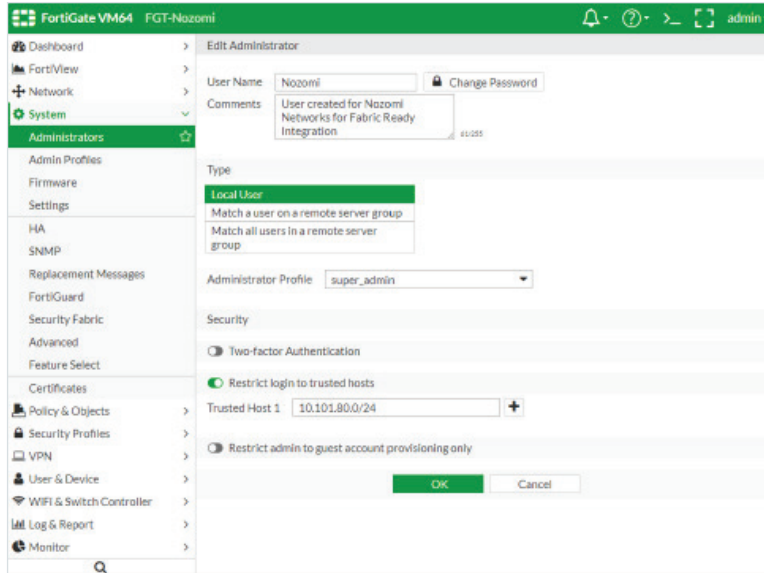 FortiGate VM64 FGT-Nozomi
admin
Dashboard
FortiView
Network
System
Administrators
Admin Profiles
Firmware
Settings
HA
SNMP
Replacement Messages
FortiGuard
Security Fabric
Advanced
Feature Select
Certificates
Policy & Objects
Security Profiles
VPN
User & Device
WiFi & Switch Controller
Log & Report
Monitor
Edit Administrator
User Name Nozomi Change Password
Comments User created for Nozomi
Networks for Fabric Ready
Integration
Type
Local User
Match a user on a remote server group
Match all users in a remote server
group
Administrator Profile super_admin
Security
Two-factor Authentication
Restrict login to trusted hosts
Trusted Host 1 10.101.80.0/24
Restrict admin to guest account provisioning only
OK Cancel